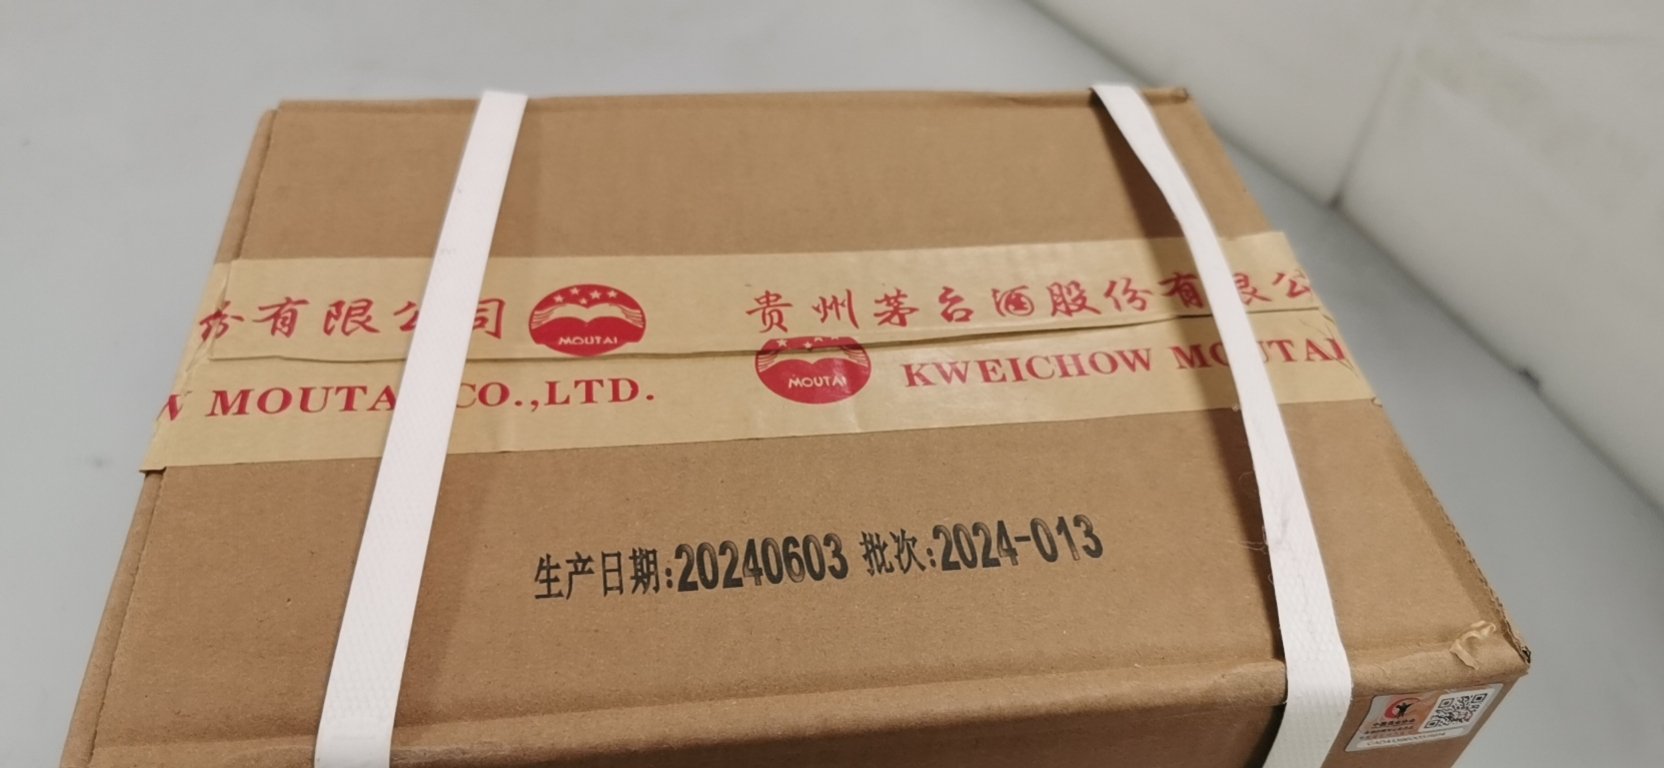 份有限公司
MOUTAI
贵州茅台酒股份有限公
MOUTAI
W MOUTA CO.,LTD.
KWEICHOW MOUTAI
生产日期:20240603 批次:2024-013